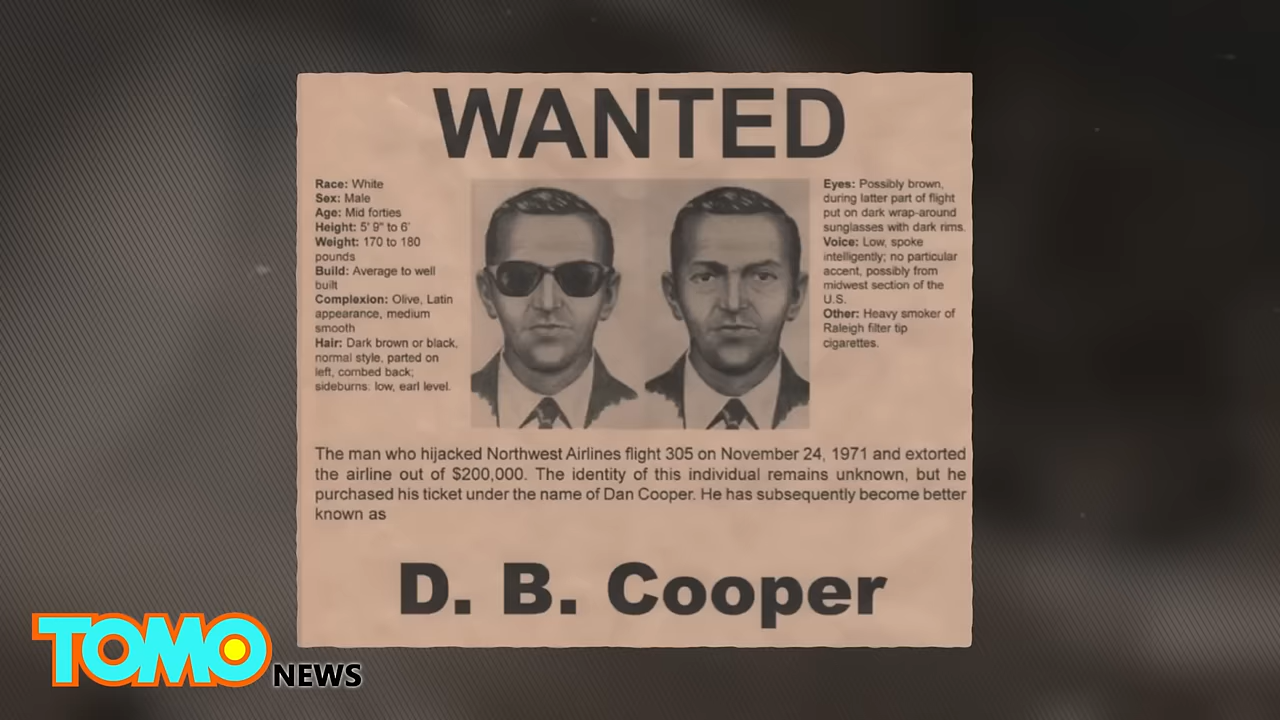 WANTED
Race: White
Sex: Male
Age: Mid forties
Height: 5' 9" to 6'
Weight: 170 to 180
pounds
Build: Average to well
built
Complexion: Olive, Latin
appearance, medium
smooth
Hair: Dark brown or black,
normal style, parted on
left, combed back;
sideburns: low, earl level.
Eyes: Possibly brown,
during latter part of flight
put on dark wrap-around
sunglasses with dark rims.
Voice: Low, spoke
intelligently; no particular
accent, possibly from
midwest section of the
U.S.
Other: Heavy smoker of
Raleigh filter tip
cigarettes.
The man who hijacked Northwest Airlines flight 305 on November 24, 1971 and extorted
the airline out of $200,000. The identity of this individual remains unknown, but he
purchased his ticket under the name of Dan Cooper. He has subsequently become better
known as
D. B. Cooper
TOMO NEWS